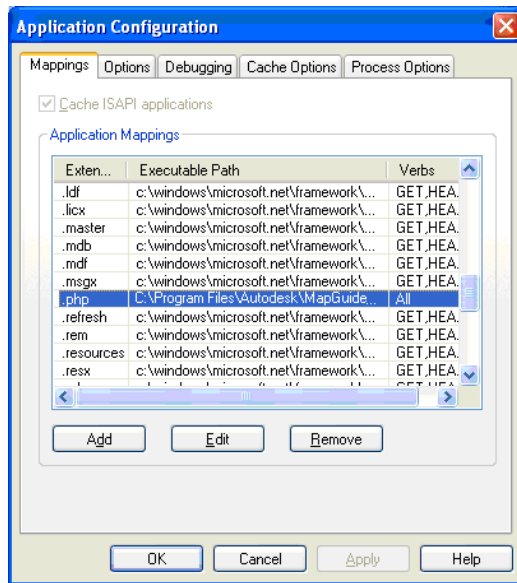 Application Configuration
Mappings Options Debugging Cache Options Process Options
Cache ISAPI applications
Application Mappings
Exten... Executable Path Verbs
.ldf c:\windows\microsoft.net\framework\... GET,HEA.
.licx c:\windows\microsoft.net\framework\... GET,HEA.
.master c:\windows\microsoft.net\framework\... GET,HEA.
.mdb c:\windows\microsoft.net\framework\... GET,HEA.
.mdf c:\windows\microsoft.net\framework\... GET,HEA.
.msgx c:\windows\microsoft.net\framework\... GET,HEA.
.php C:\Program Files\Autodesk\MapGuide... All
.refresh c:\windows\microsoft.net\framework\... GET,HEA.
.rem c:\windows\microsoft.net\framework\... GET,HEA.
.resources c:\windows\microsoft.net\framework\... GET,HEA.
.resx c:\windows\microsoft.net\framework\... GET,HEA.
Add Edit Remove
OK Cancel Apply Help